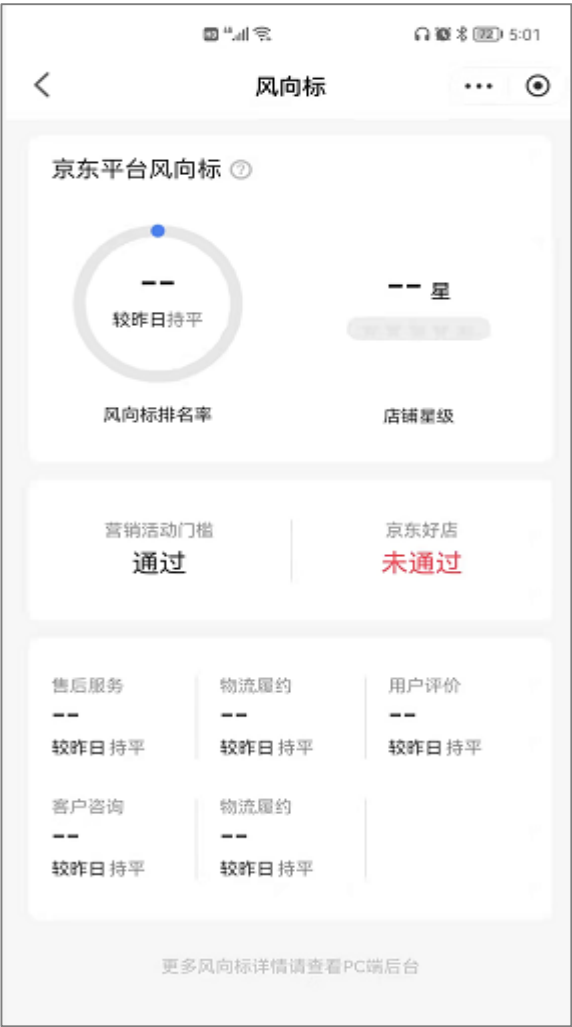 HD 4G 72 5:01
风向标
京东平台风向标 ?
--
较昨日持平
风向标排名率
-- 星
店铺星级
营销活动门槛
通过
京东好店
未通过
售后服务
--
较昨日 持平
物流履约
--
较昨日 持平
用户评价
--
较昨日 持平
客户咨询
--
较昨日 持平
物流履约
--
较昨日 持平
更多风向标详情请查看PC端后台